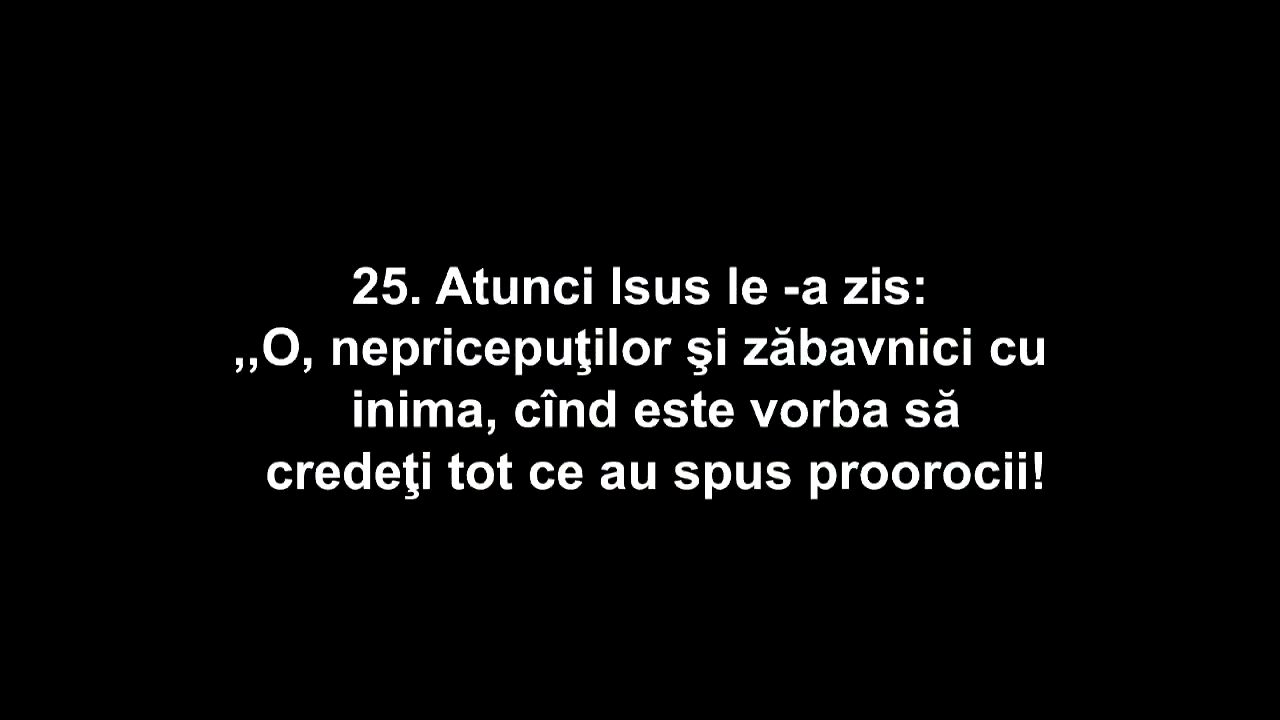 25. Atunci Isus le -a zis:
,,O, nepricepuţilor şi zăbavnici cu
inima, cînd este vorba să
credeţi tot ce au spus proorocii!